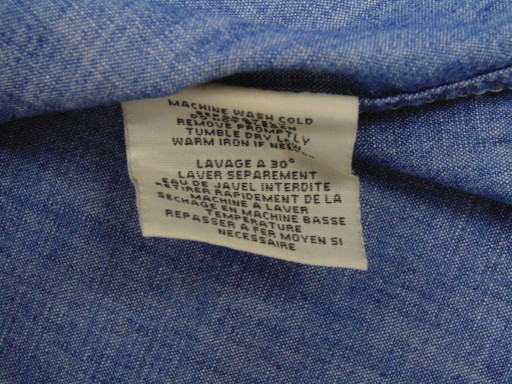 MACHINE WASH COLD
REMOVE PROMPTLY
TUMBLE DRY
WARM IRON IF
LAVAGE A 30°
LAVER SEPAREMENT
EAU DE JAVEL INTERDITE
RETIRER RAPIDEMENT DE LA
MACHINE A LAVER
SECHAGE EN MACHINE BASSE
TEMPERATURE
REPASSER A FER MOYEN SI
NECESSAIRE